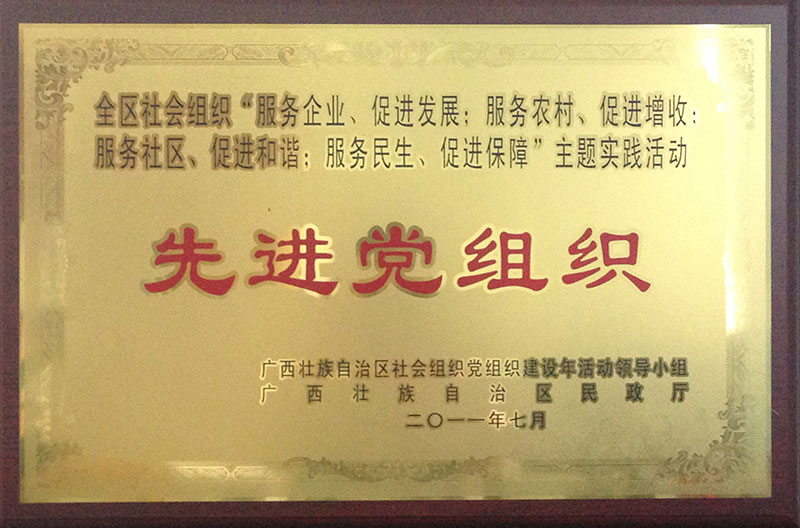 全区社会组织“服务企业、促进发展；服务农村、促进增收；
服务社区、促进和谐；服务民生、促进保障”主题实践活动
先进党组织
广西壮族自治区社会组织党组织建设年活动领导小组
广西壮族自治区民政厅
二〇一一年七月